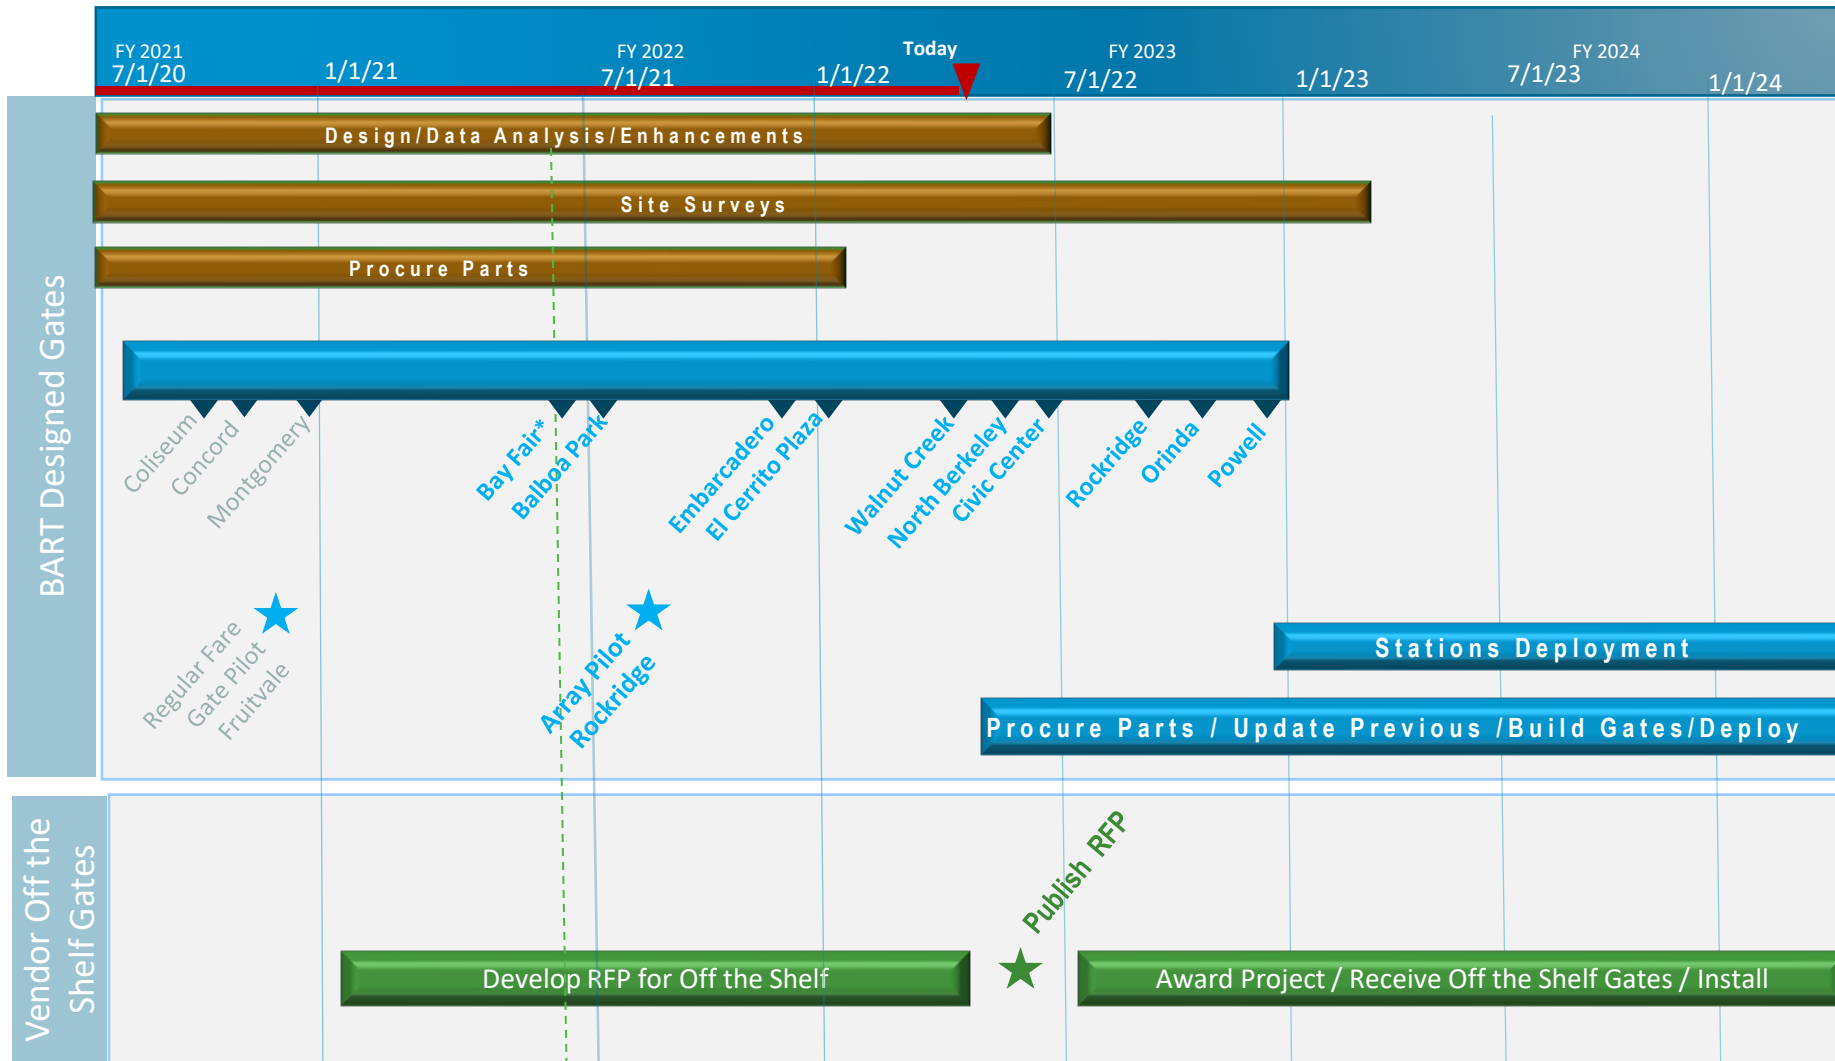 FY 2021
7/1/20
1/1/21
FY 2022
7/1/21
1/1/22
Today
FY 2023
7/1/22
1/1/23
FY 2024
7/1/23
1/1/24
BART Designed Gates
Design/Data Analysis/Enhancements
Site Surveys
Procure Parts
Coliseum
Concord
Montgomery
Bay Fair*
Balboa Park
Embarcadero
El Cerrito Plaza
Walnut Creek
North Berkeley
Civic Center
Rockridge
Orinda
Powell
Regular Fare
Gate Pilot
Fruitvale
Array Pilot
Rockridge
Stations Deployment
Procure Parts / Update Previous /Build Gates/Deploy
Vendor Off the
Shelf Gates
Publish RFP
Develop RFP for Off the Shelf
Award Project / Receive Off the Shelf Gates / Install